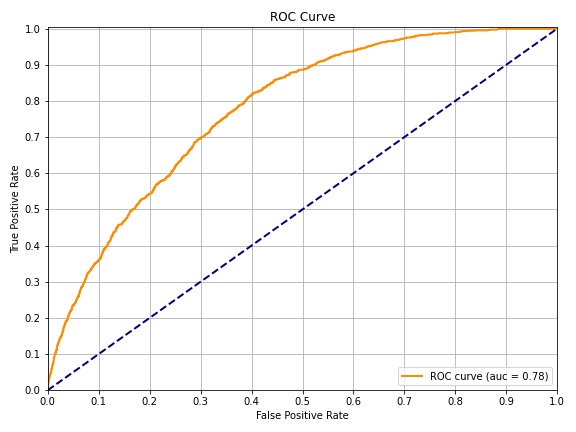 ROC Curve
1.0
0.9
0.8
0.7
0.6
0.5
0.4
0.3
0.2
0.1
0.0
True Positive Rate
ROC curve (auc = 0.78)
0.0 0.1 0.2 0.3 0.4 0.5 0.6 0.7 0.8 0.9 1.0
False Positive Rate